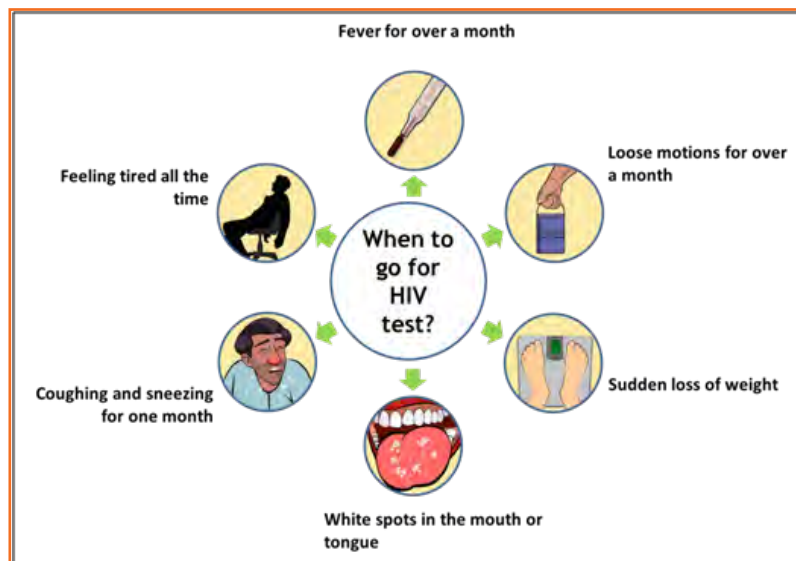 Fever for over a month
Feeling tired all the
time
Loose motions for over
a month
When to
go for
HIV
test?
Coughing and sneezing
for one month
Sudden loss of weight
White spots in the mouth or
tongue